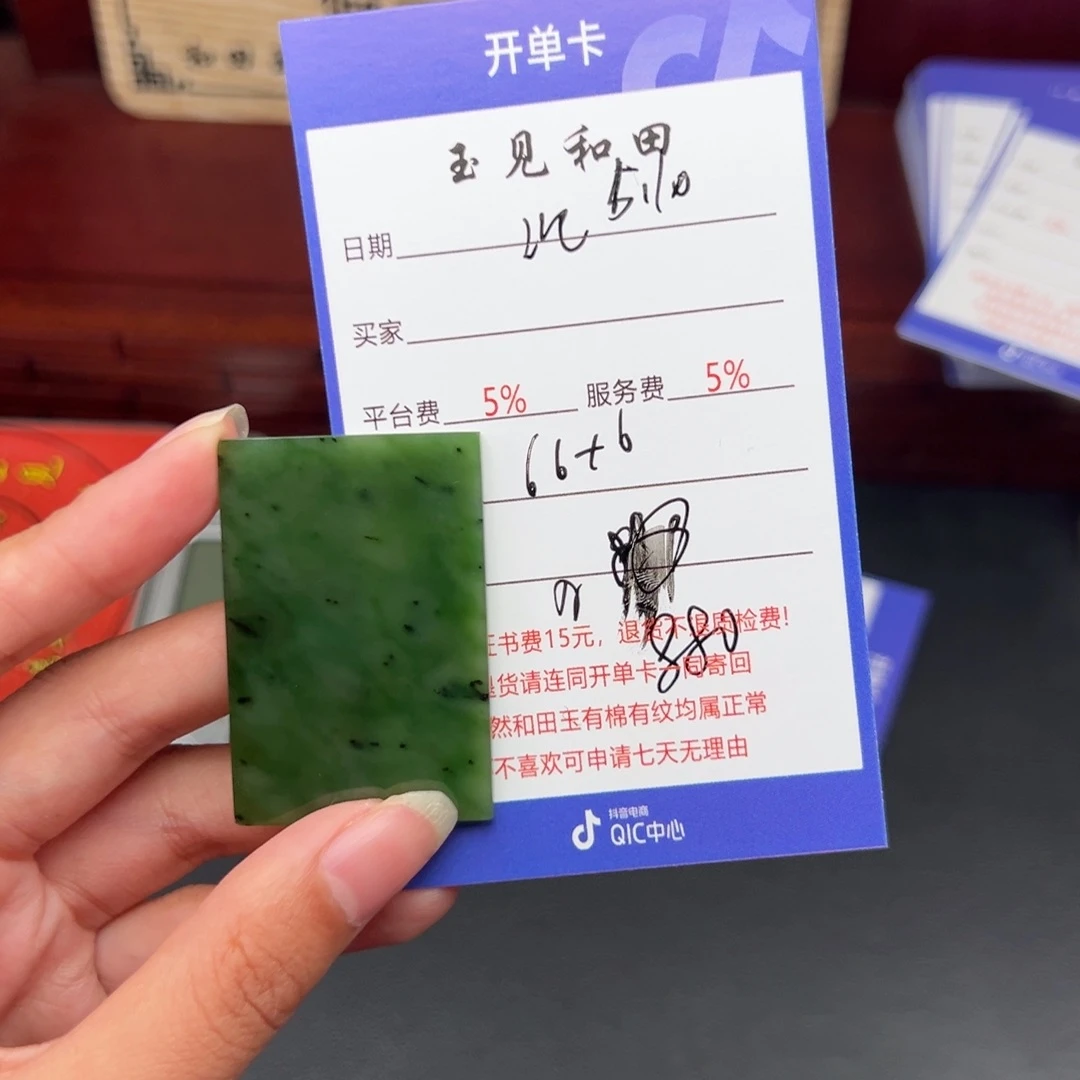 开单卡
玉见和田
日期
买家
平台费 5% 服务费 5%
66+6
880
证书费15元，退货不退质检费!
退货请连同开单卡一同寄回
然和田玉有棉有纹均属正常
不喜欢可申请七天无理由
抖音电商
QIC中心